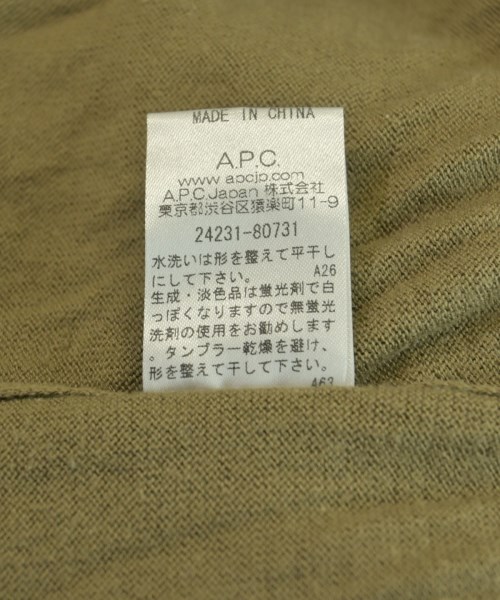 MADE IN CHINA
A.P.C.
www.apcjp.com
A.P.C Japan 株式会社
東京都渋谷区猿楽町11-9
24231-80731
水洗いは形を整えて平干し
にして下さい。 A26
生成・淡色品は蛍光剤で白
っぽくなりますので無蛍光
洗剤の使用をお勧めします
。タンブラー乾燥を避け、
形を整えて干して下さい。
463